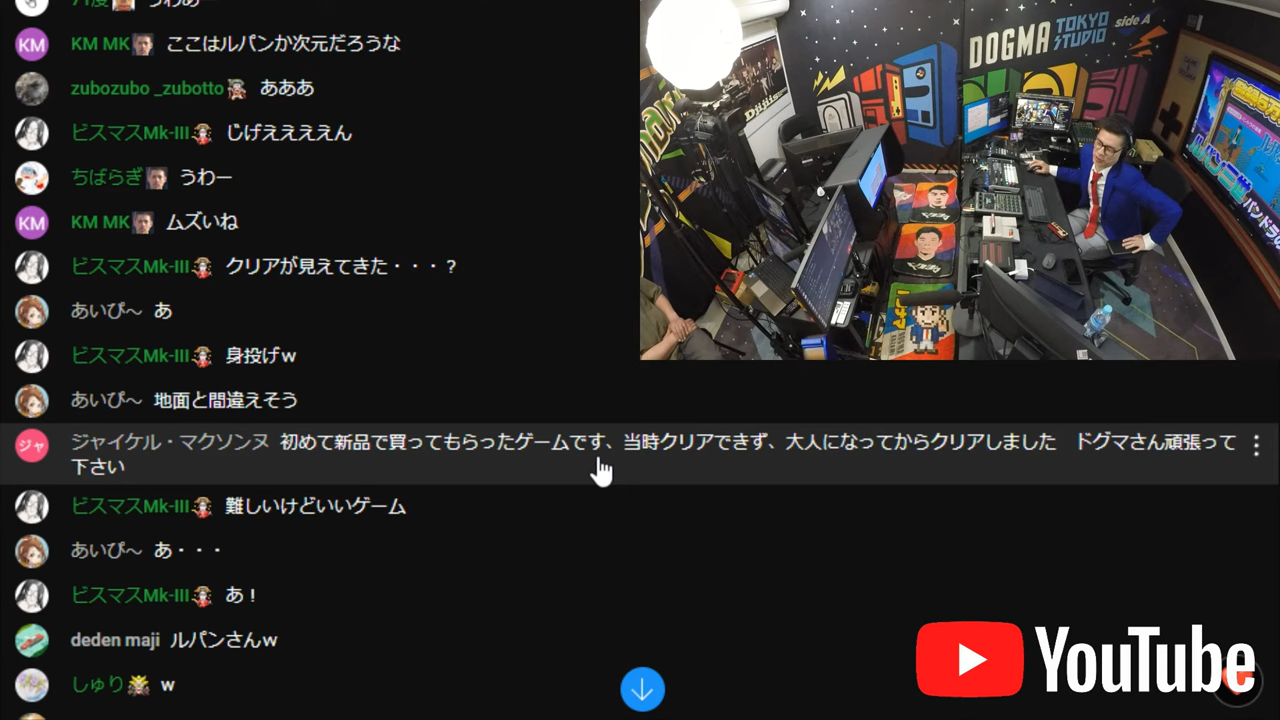 KM MK ここはルパンか次元だろうな
zubozubo _zubotto あああ
ビスマスMk-III じげええええん
ちばらぎ うわー
KM MK ムズいね
ビスマスMk-III クリアが見えてきた・・・？
あいぴ〜 あ
ビスマスMk-III 身投げｗ
あいぴ〜 地面と間違えそう
ジャ ジャイケル・マクソンヌ 初めて新品で買ってもらったゲームです、当時クリアできず、大人になってからクリアしました　ドグマさん頑張って
下さい
ビスマスMk-III 難しいけどいいゲーム
あいぴ〜 あ・・・
ビスマスMk-III あ！
deden maji ルパンさんｗ
しゅり ｗ
DOGMA TOKYO STUDIO side A
ルパン三世
YouTube